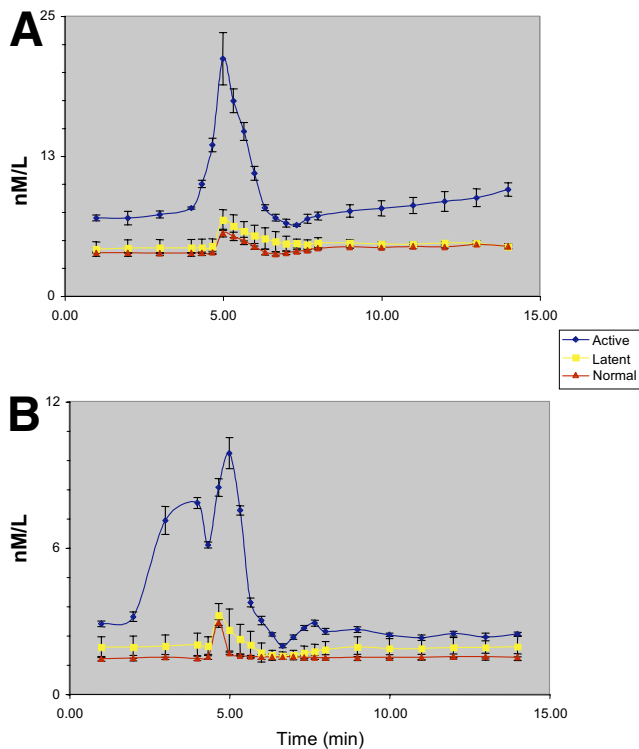 A
25
13
0
nM/L
0.00 5.00 10.00 15.00
Active
Latent
Normal
B
12
6
0
nM/L
0.00 5.00 10.00 15.00
Time (min)